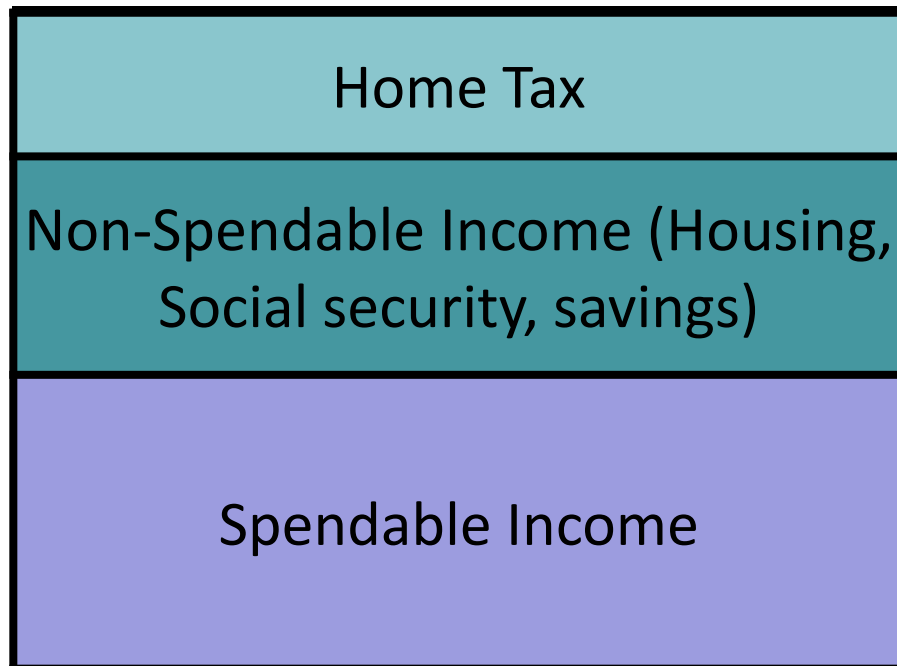 Home Tax
Non-Spendable Income (Housing,
Social security, savings)
Spendable Income